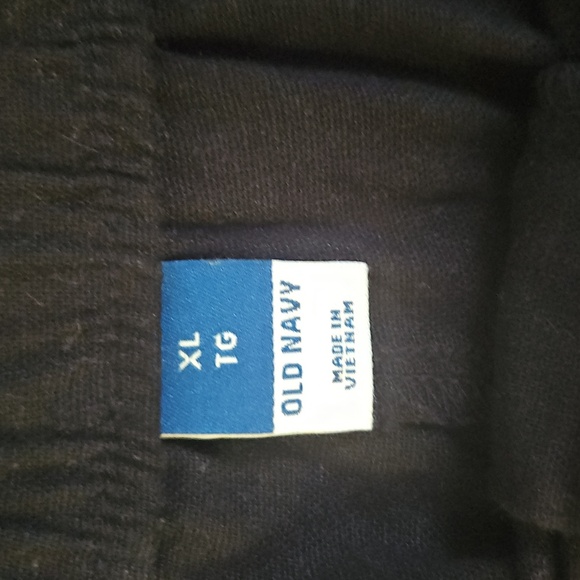 XL
TG
OLD NAVY
MADE IN
VIETNAM